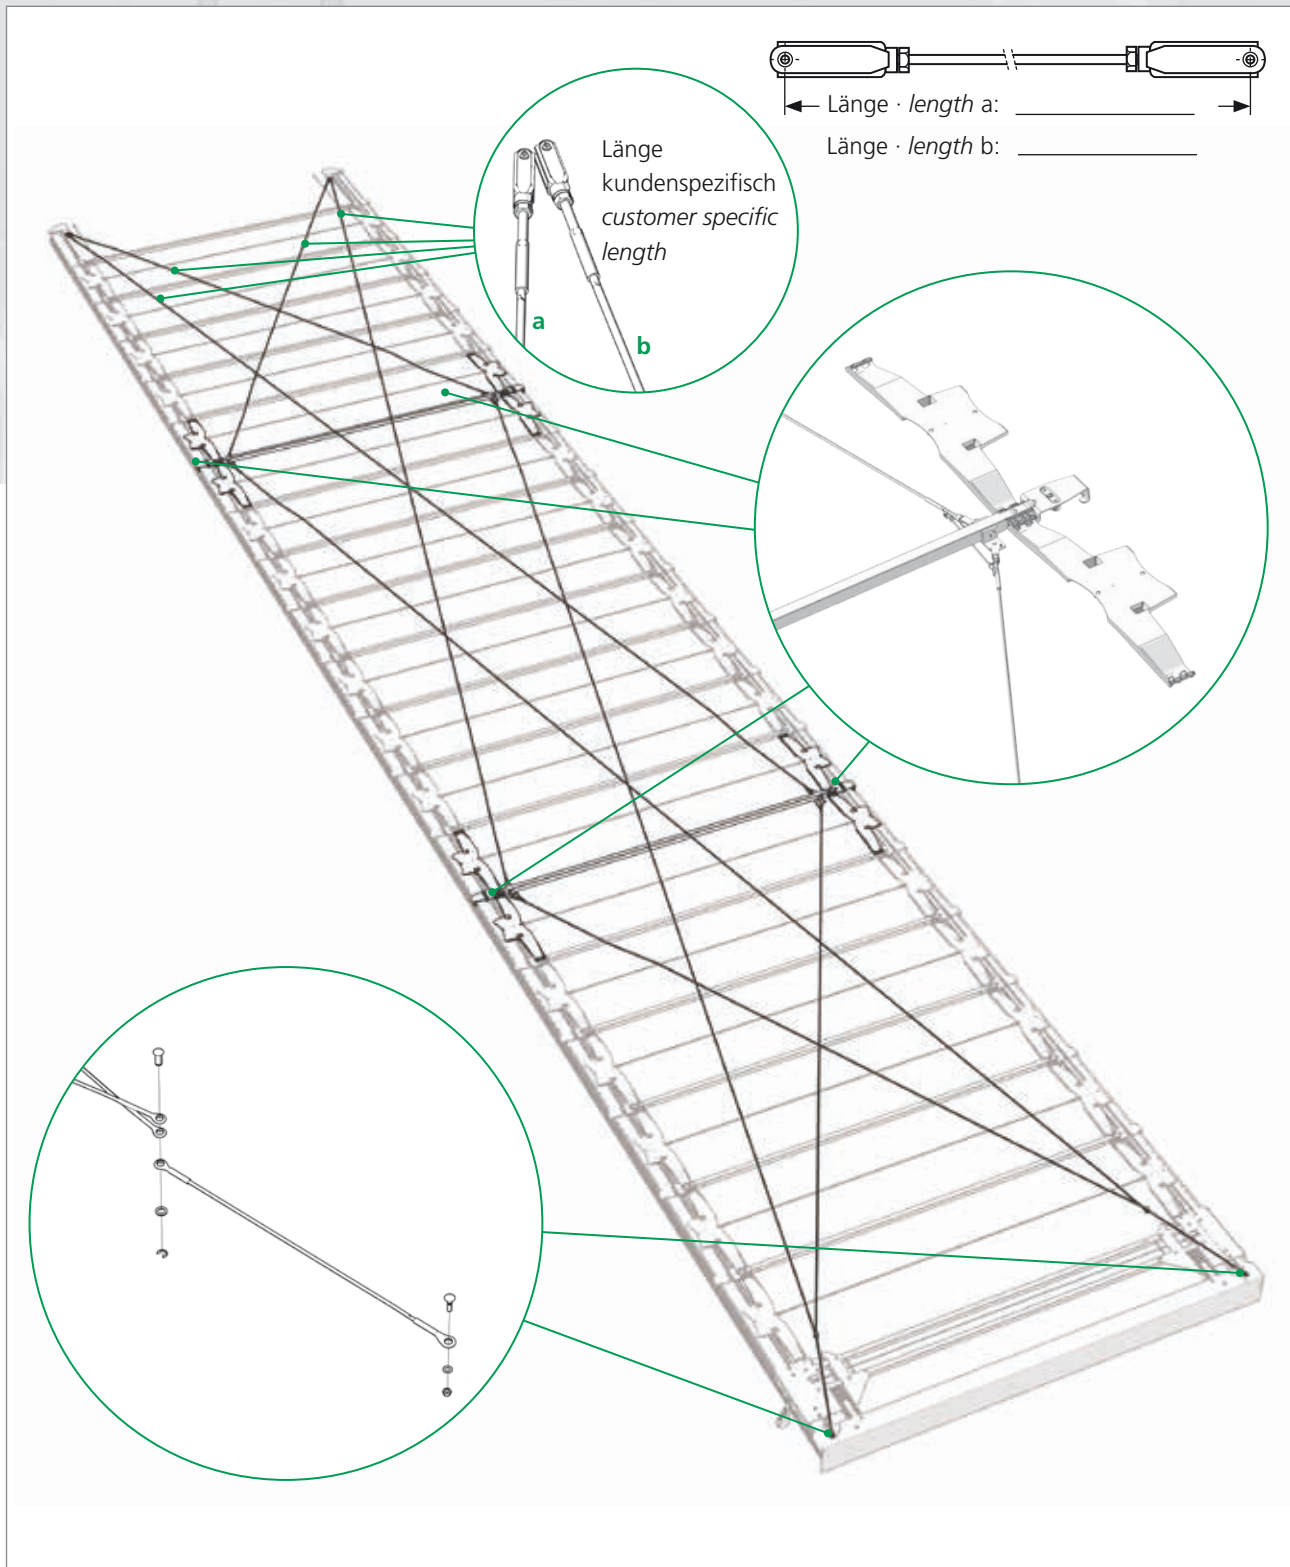 Länge · length a:
Länge · length b:
Länge
kundenspezifisch
customer specific
length
a
b